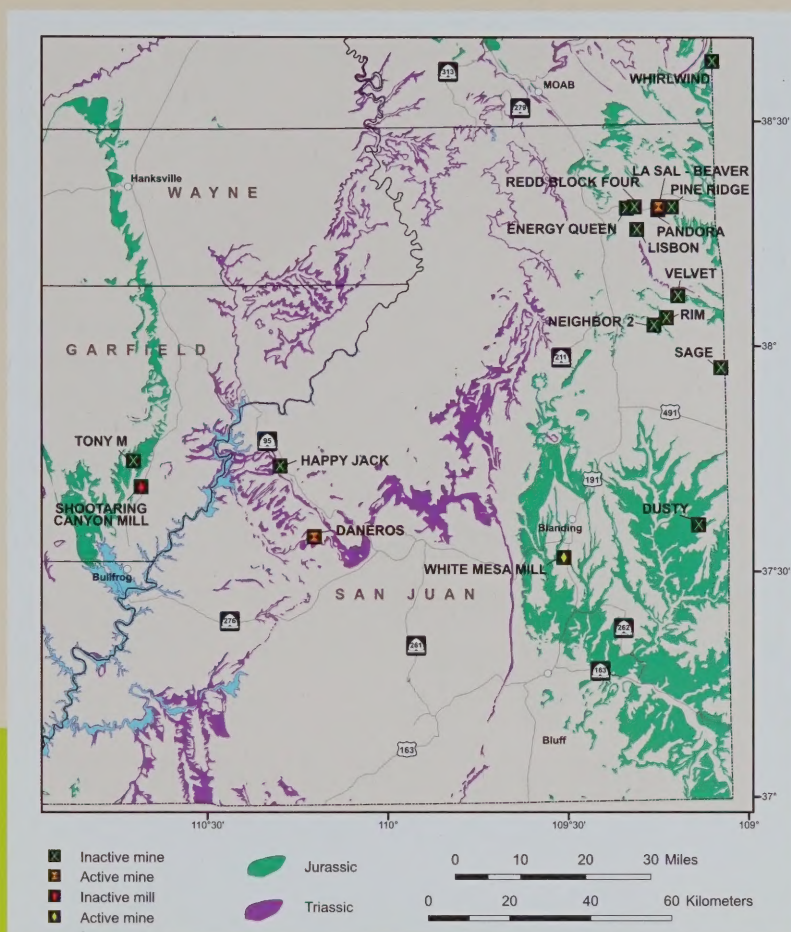 313
MOAB
WHIRLWIND
279
38°30'
Hanksville
WAYNE
LA SAL - BEAVER
REDD BLOCK FOUR
PINE RIDGE
ENERGY QUEEN
PANDORA
LISBON
VELVET
NEIGHBOR 2
RIM
38°
GARFIELD
211
SAGE
491
95
TONY M
HAPPY JACK
191
SHOOTARING
CANYON MILL
DUSTY
Blanding
DANEROS
WHITE MESA MILL
37°30'
Bullfrog
SAN JUAN
276
262
261
163
Bluff
163
37°
110°30'
110°
109°30'
109°
Inactive mine
Active mine
Inactive mill
Active mine
Jurassic
Triassic
0 10 20 30 Miles
0 20 40 60 Kilometers